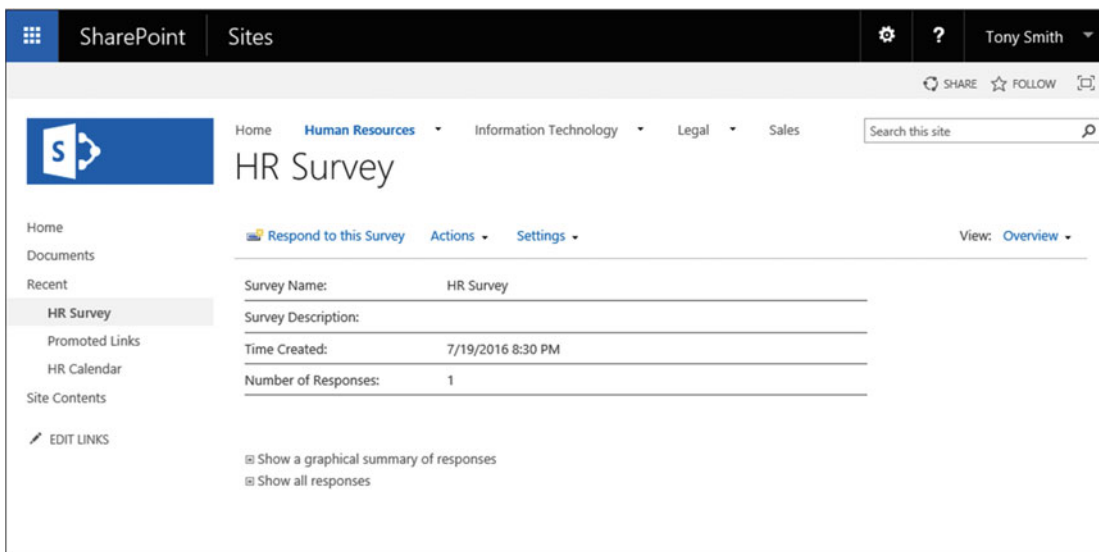 SharePoint Sites ? Tony Smith
SHARE FOLLOW
S
Home Human Resources Information Technology Legal Sales Search this site
HR Survey
Home
Documents
Recent
HR Survey
Promoted Links
HR Calendar
Site Contents
EDIT LINKS
Respond to this Survey Actions Settings View: Overview
Survey Name: HR Survey
Survey Description:
Time Created: 7/19/2016 8:30 PM
Number of Responses: 1
Show a graphical summary of responses
Show all responses